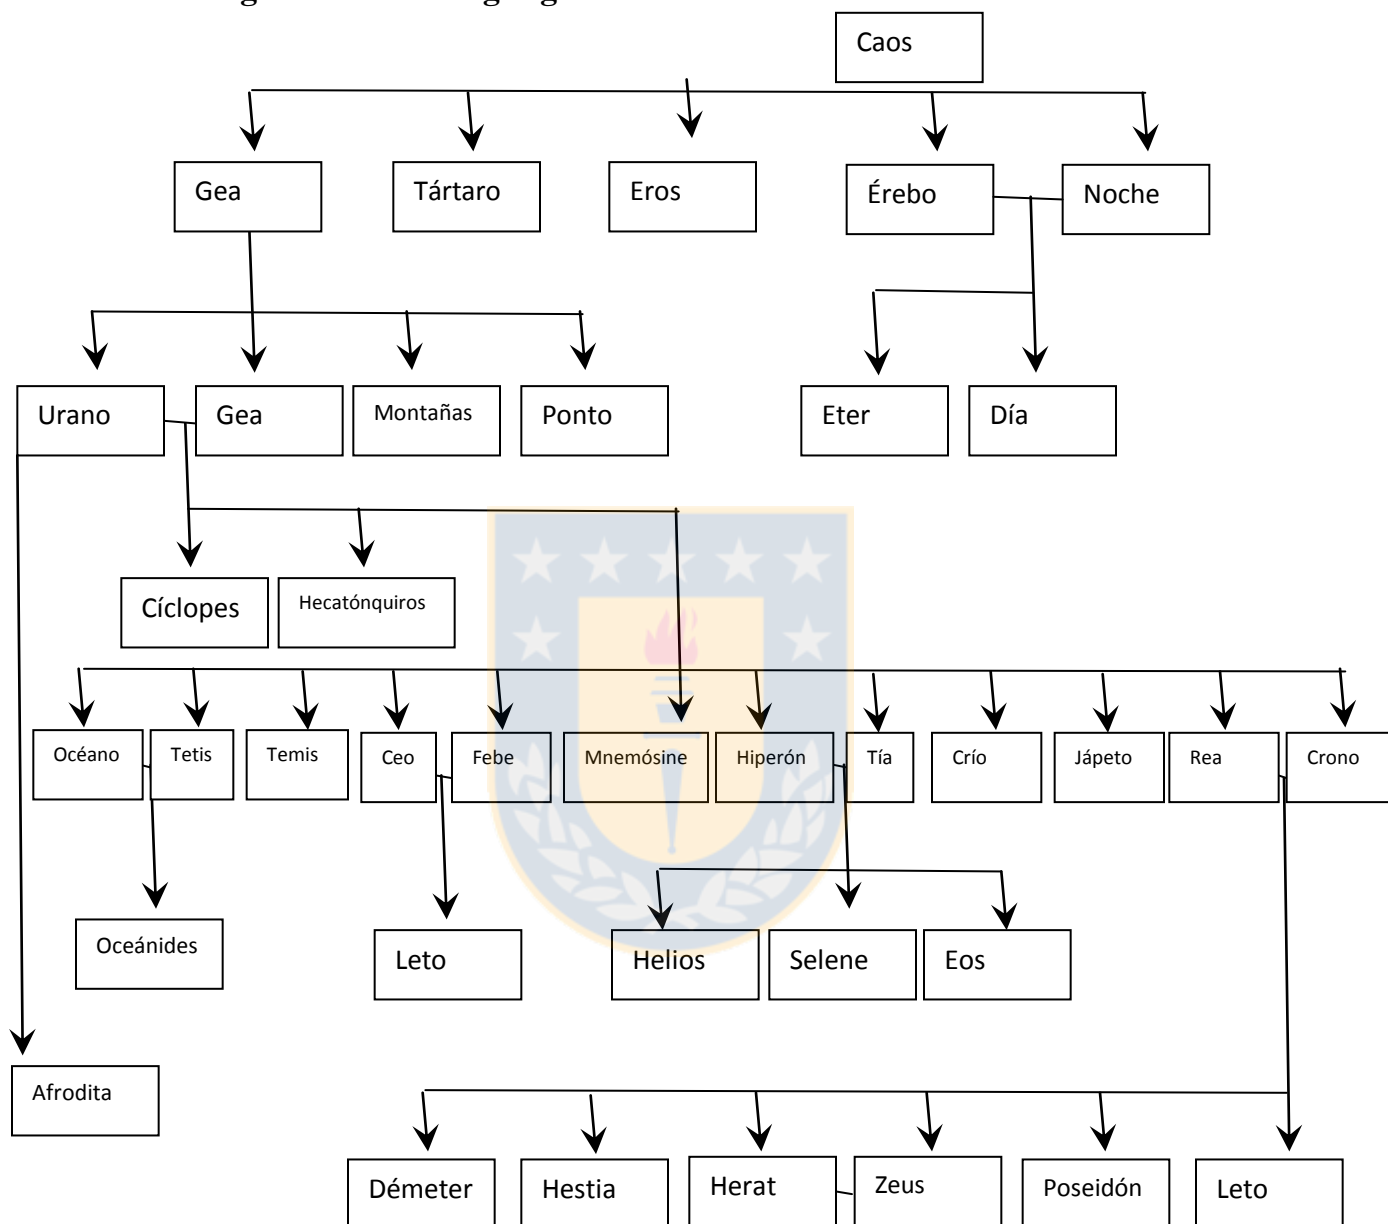 Caos
Gea Tártaro Eros Érebo Noche
Urano Gea Montañas Ponto Eter Día
Cíclopes Hecatónquiros
Océano Tetis Temis Ceo Febe Mnemósine Hiperón Tía Crío Jápeto Rea Crono
Oceánides Leto Helios Selene Eos
Afrodita
Démeter Hestia Herat Zeus Poseidón Leto